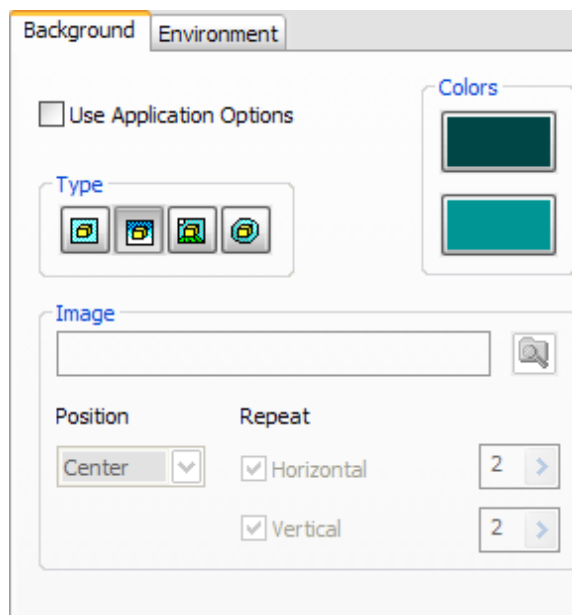 Background Environment
Use Application Options
Colors
Type
Image
Position Repeat
Center Horizontal 2
Vertical 2